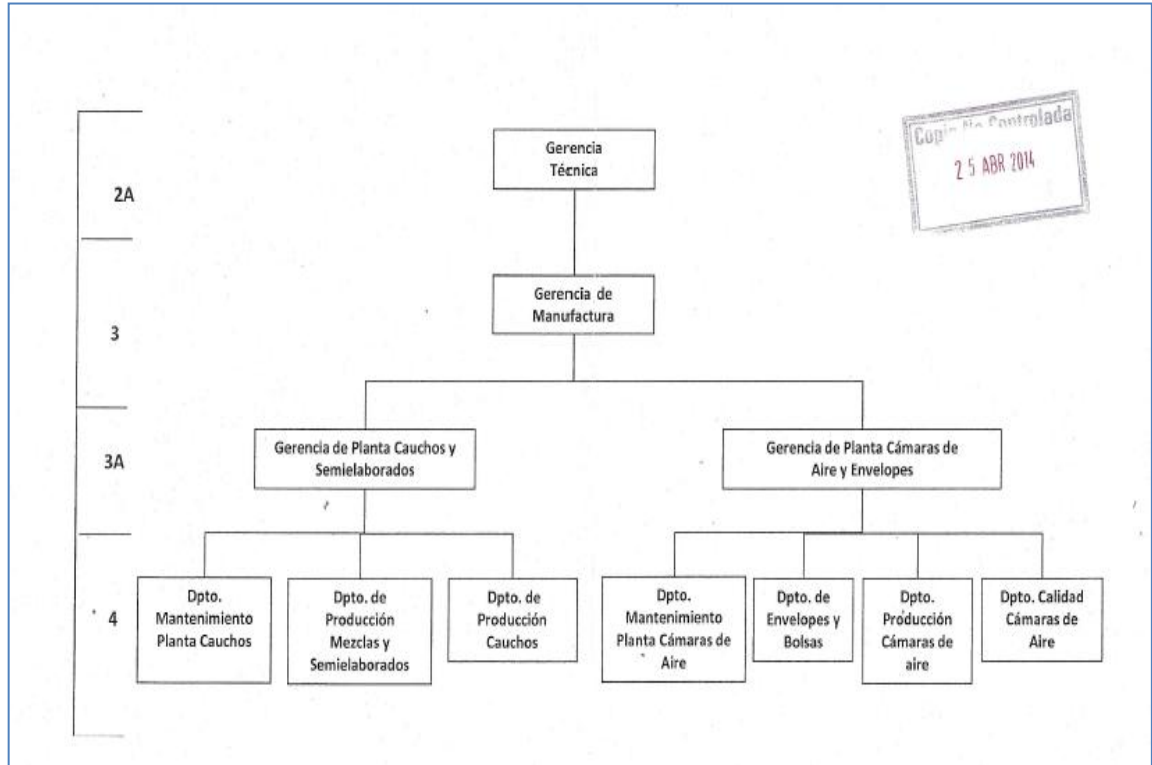 Copia No Controlada
25 ABR 2014
2A
Gerencia
Técnica
3
Gerencia de
Manufactura
3A
Gerencia de Planta Cauchos y
Semielaborados
Gerencia de Planta Cámaras de
Aire y Envelopes
4
Dpto.
Mantenimiento
Planta Cauchos
Dpto. de
Producción
Mezclas y
Semielaborados
Dpto. de
Producción
Cauchos
Dpto.
Mantenimiento
Planta Cámaras de
Aire
Dpto. de
Envelopes y
Bolsas
Dpto.
Producción
Cámaras de
aire
Dpto. Calidad
Cámaras de
Aire